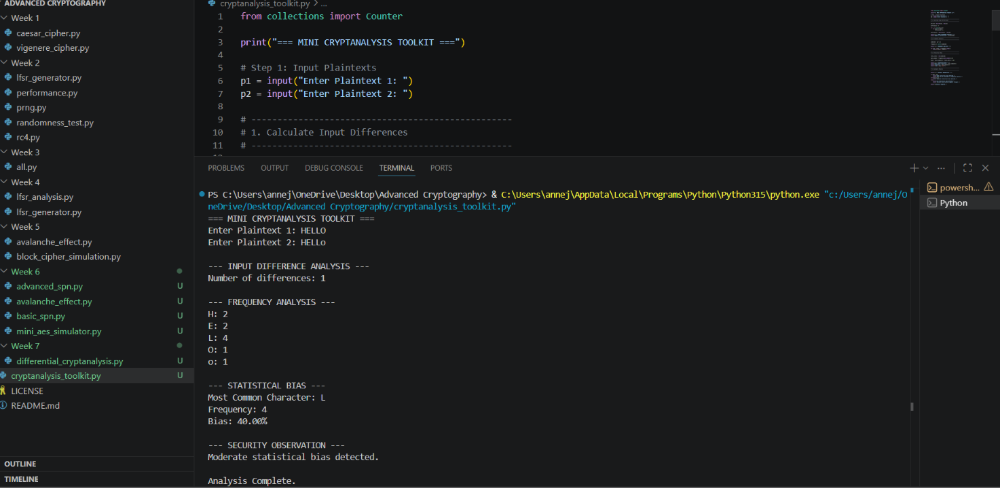 ADVANCED CRYPTOGRAPHY
Week 1
caesar_cipher.py
vigenere_cipher.py
Week 2
lfsr_generator.py
performance.py
prng.py
randomness_test.py
rc4.py
Week 3
all.py
Week 4
lfsr_analysis.py
lfsr_generator.py
Week 5
avalanche_effect.py
block_cipher_simulation.py
Week 6
advanced_spn.py U
avalanche_effect.py U
basic_spn.py U
mini_aes_simulator.py U
Week 7
differential_cryptanalysis.py U
cryptanalysis_toolkit.py U
LICENSE
README.md
OUTLINE
TIMELINE
cryptanalysis_toolkit.py > ...
1 from collections import Counter
2
3 print("=== MINI CRYPTANALYSIS TOOLKIT ===")
4
5 # Step 1: Input Plaintexts
6 p1 = input("Enter Plaintext 1: ")
7 p2 = input("Enter Plaintext 2: ")
8
9 # --------------------------------------------------
10 # 1. Calculate Input Differences
11 # --------------------------------------------------
PROBLEMS OUTPUT DEBUG CONSOLE TERMINAL PORTS
PS C:\Users\annej\OneDrive\Desktop\Advanced Cryptography> & C:\Users\annej\AppData\Local\Programs\Python\Python315\python.exe "c:/Users/annej/O
neDrive/Desktop/Advanced Cryptography/cryptanalysis_toolkit.py"
=== MINI CRYPTANALYSIS TOOLKIT ===
Enter Plaintext 1: HELLO
Enter Plaintext 2: HELLo
--- INPUT DIFFERENCE ANALYSIS ---
Number of differences: 1
--- FREQUENCY ANALYSIS ---
H: 2
E: 2
L: 4
O: 1
o: 1
--- STATISTICAL BIAS ---
Most Common Character: L
Frequency: 4
Bias: 40.00%
--- SECURITY OBSERVATION ---
Moderate statistical bias detected.
Analysis Complete.
powersh...
Python